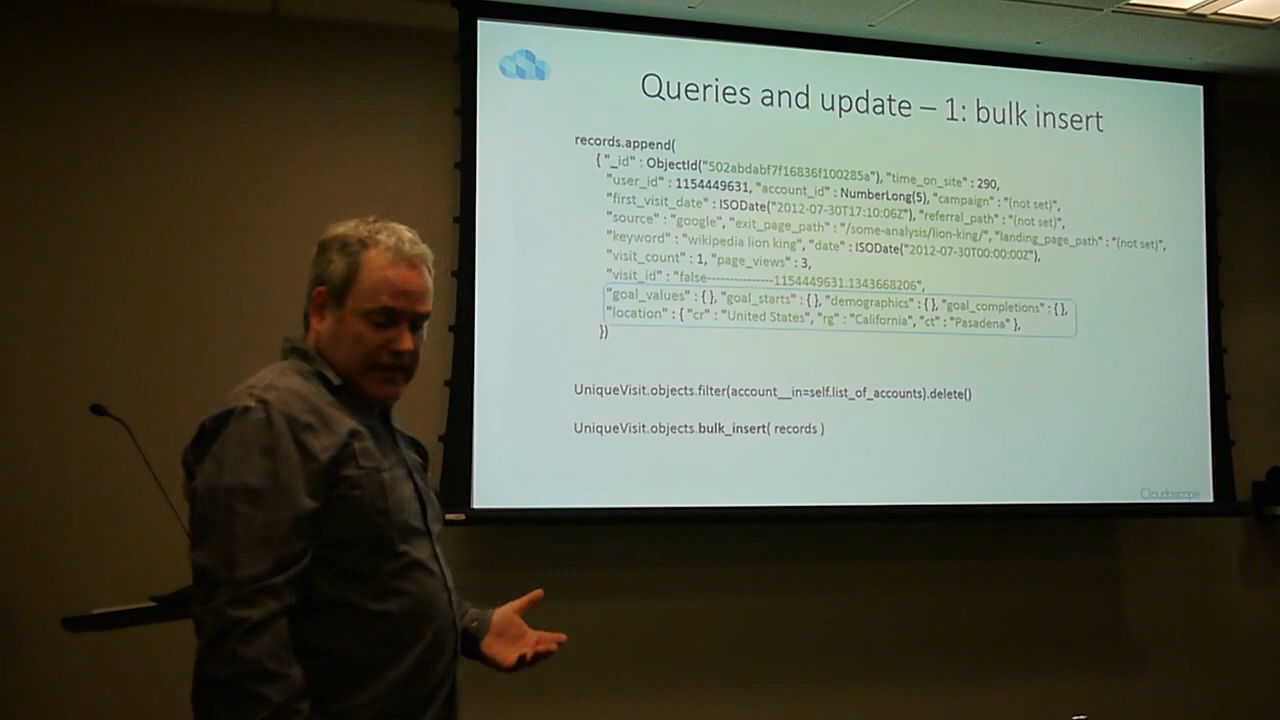 Queries and update – 1: bulk insert
records.append(
{ "_id" : ObjectId("502abdabf7f16836f100285a"), "time_on_site" : 290,
"user_id" : 1154449631, "account_id" : NumberLong(5), "campaign" : "(not set)",
"first_visit_date" : ISODate("2012-07-30T17:10:06Z"), "referral_path" : "(not set)",
"source" : "google", "exit_page_path" : "/some-analysis/lion-king/", "landing_page_path" : "(not set)",
"keyword" : "wikipedia lion king", "date" : ISODate("2012-07-30T00:00:00Z"),
"visit_count" : 1, "page_views" : 3,
"visit_id" : "false---------------1154449631.1343668206",
"goal_values" : { }, "goal_starts" : { }, "demographics" : { }, "goal_completions" : { },
"location" : { "cr" : "United States", "rg" : "California", "ct" : "Pasadena" },
})
UniqueVisit.objects.filter(account__in=self.list_of_accounts).delete()
UniqueVisit.objects.bulk_insert( records )
Cloudoscope